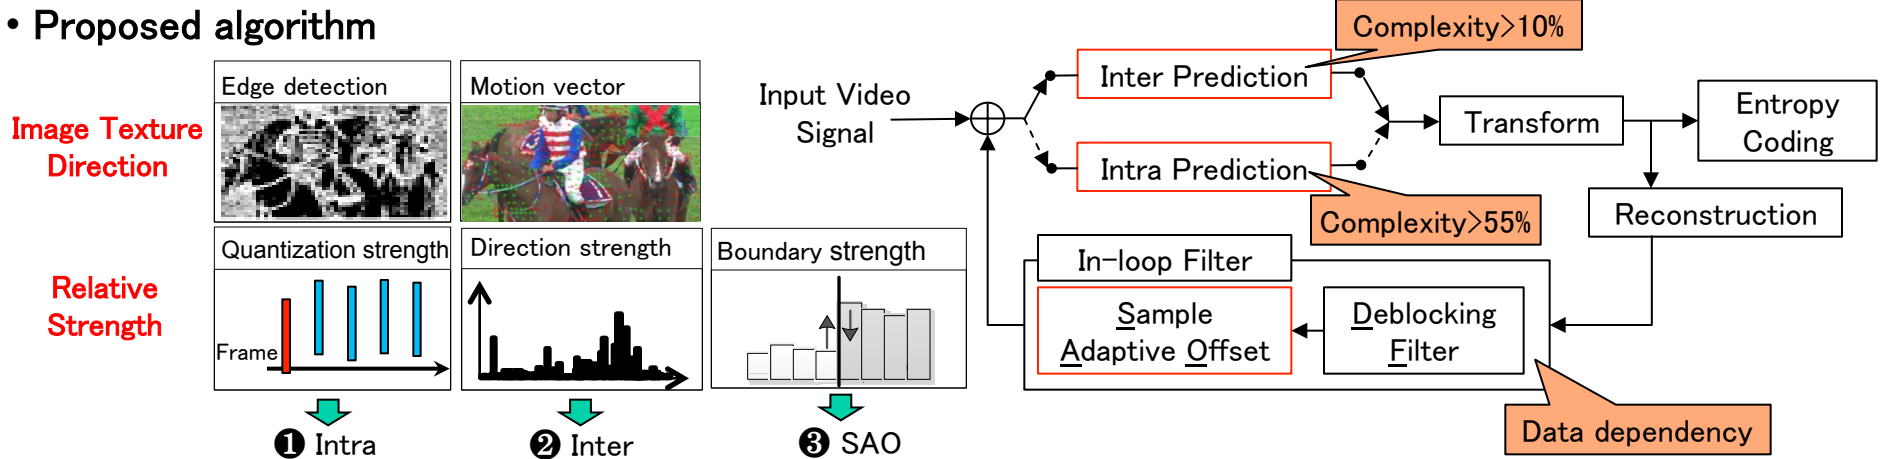 • Proposed algorithm
Image Texture
Direction
Relative
Strength
Edge detection
Motion vector
Quantization strength
Frame
Direction strength
Boundary strength
❶ Intra
❷ Inter
❸ SAO
Input Video
Signal
Inter Prediction
Complexity>10%
Intra Prediction
Complexity>55%
Transform
Entropy
Coding
Reconstruction
In-loop Filter
Sample
Adaptive Offset
Deblocking
Filter
Data dependency